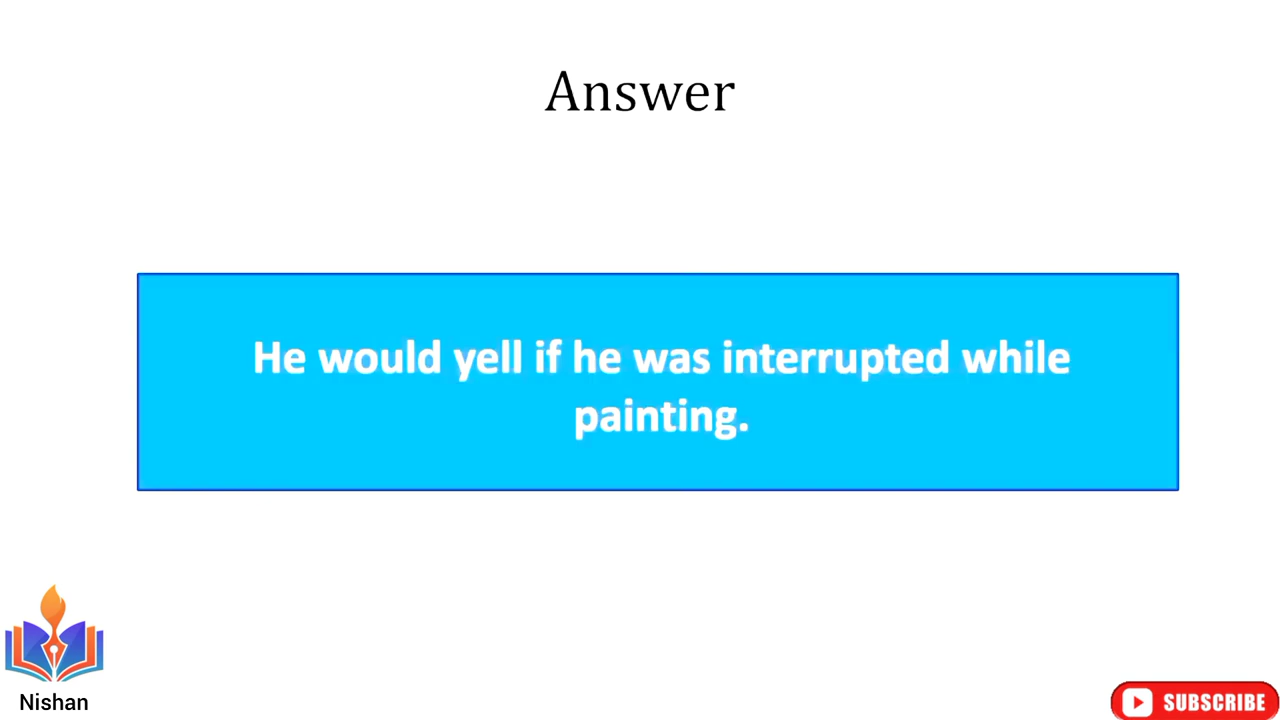 Answer
He would yell if he was interrupted while
painting.
Nishan
SUBSCRIBE